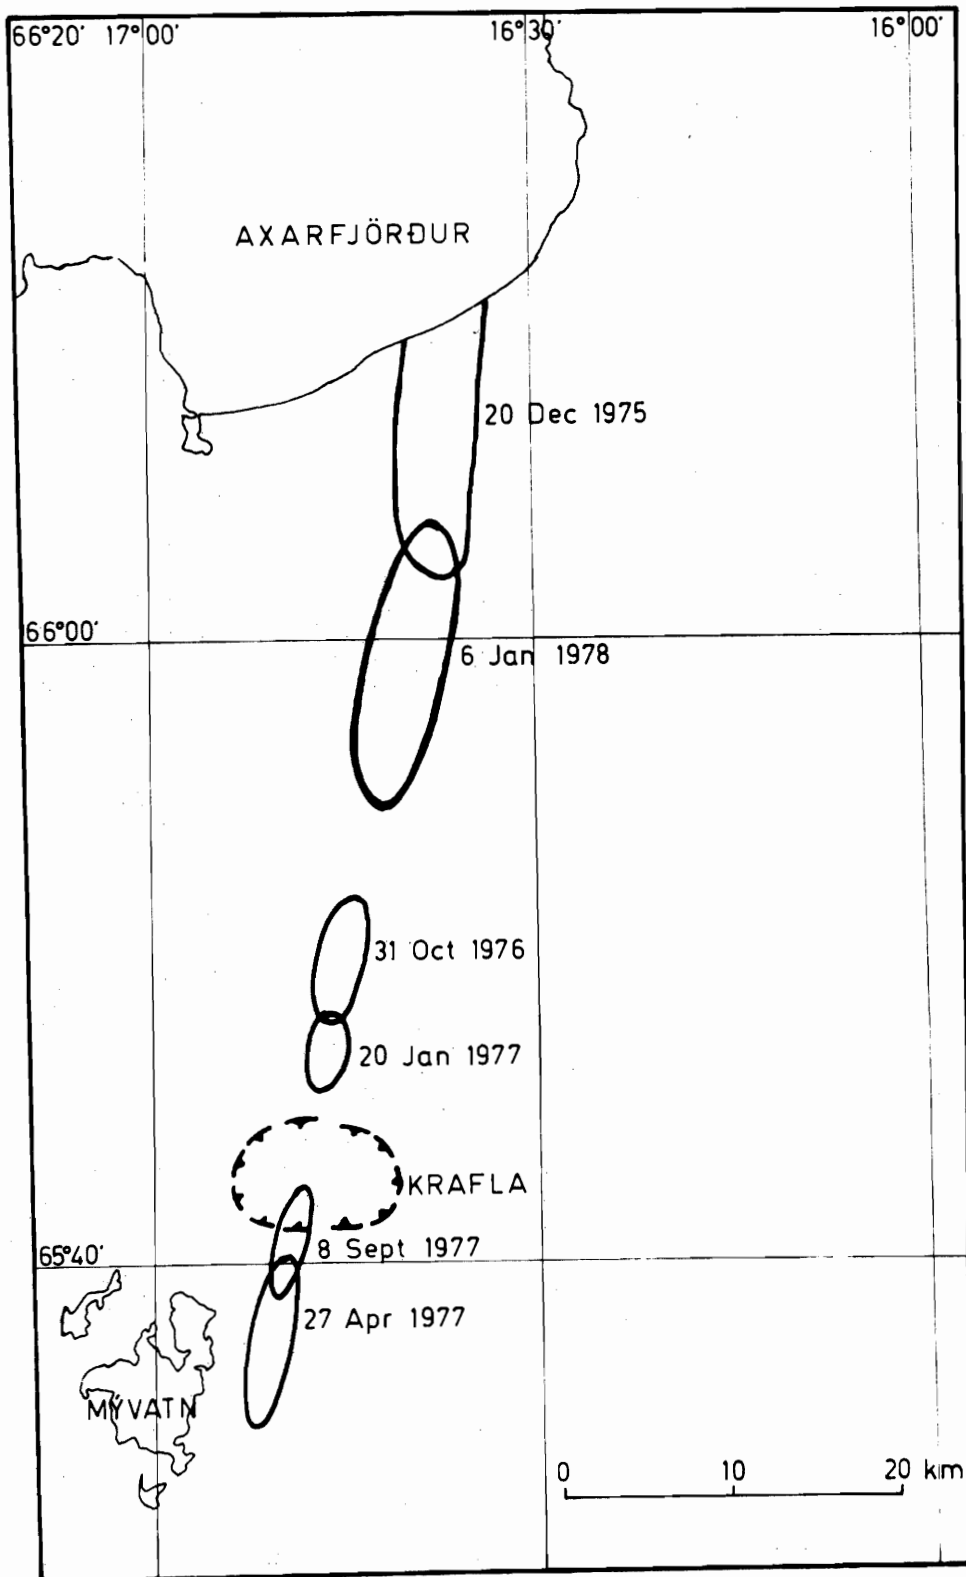 66°20' 17°00' 16°30' 16°00'
AXARFJÖRÐUR
20 Dec 1975
66°00'
6 Jan 1978
31 Oct 1976
20 Jan 1977
KRAFLA
65°40'
8 Sept 1977
27 Apr 1977
MÝVATN
0 10 20 km